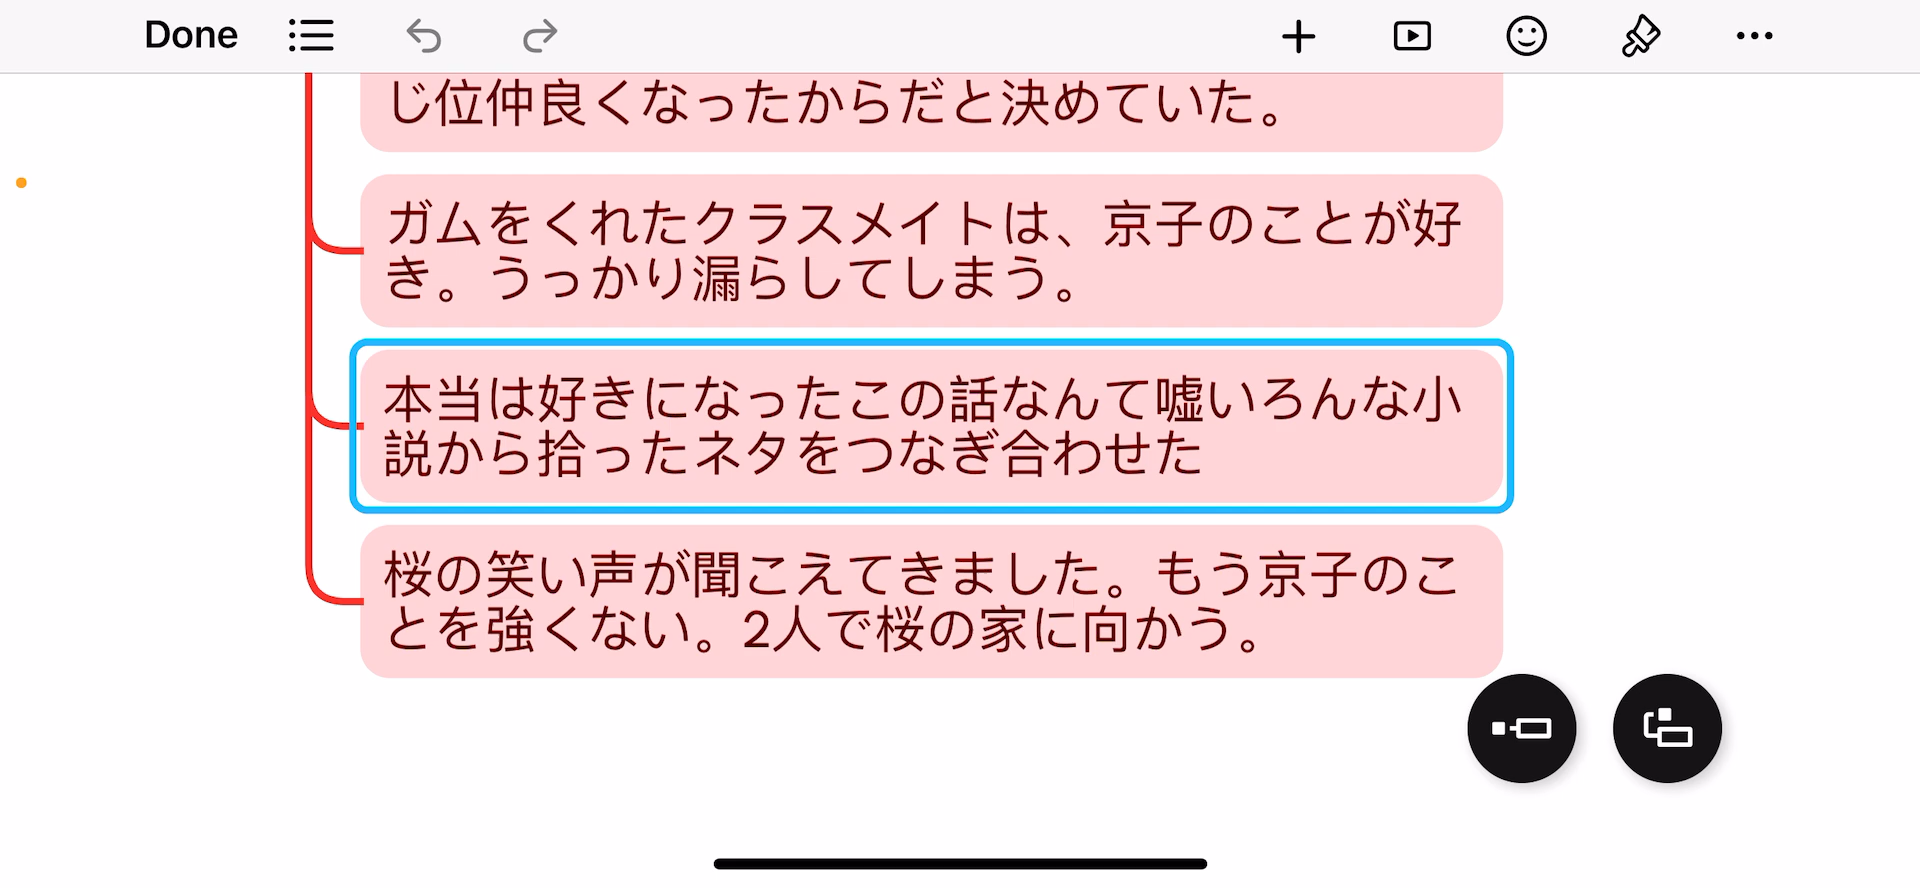 Done
じ位仲良くなったからだと決めていた。
ガムをくれたクラスメイトは、京子のことが好
き。うっかり漏らしてしまう。
本当は好きになったこの話なんて嘘いろんな小
説から拾ったネタをつなぎ合わせた
桜の笑い声が聞こえてきました。もう京子のこ
とを強くない。2人で桜の家に向かう。